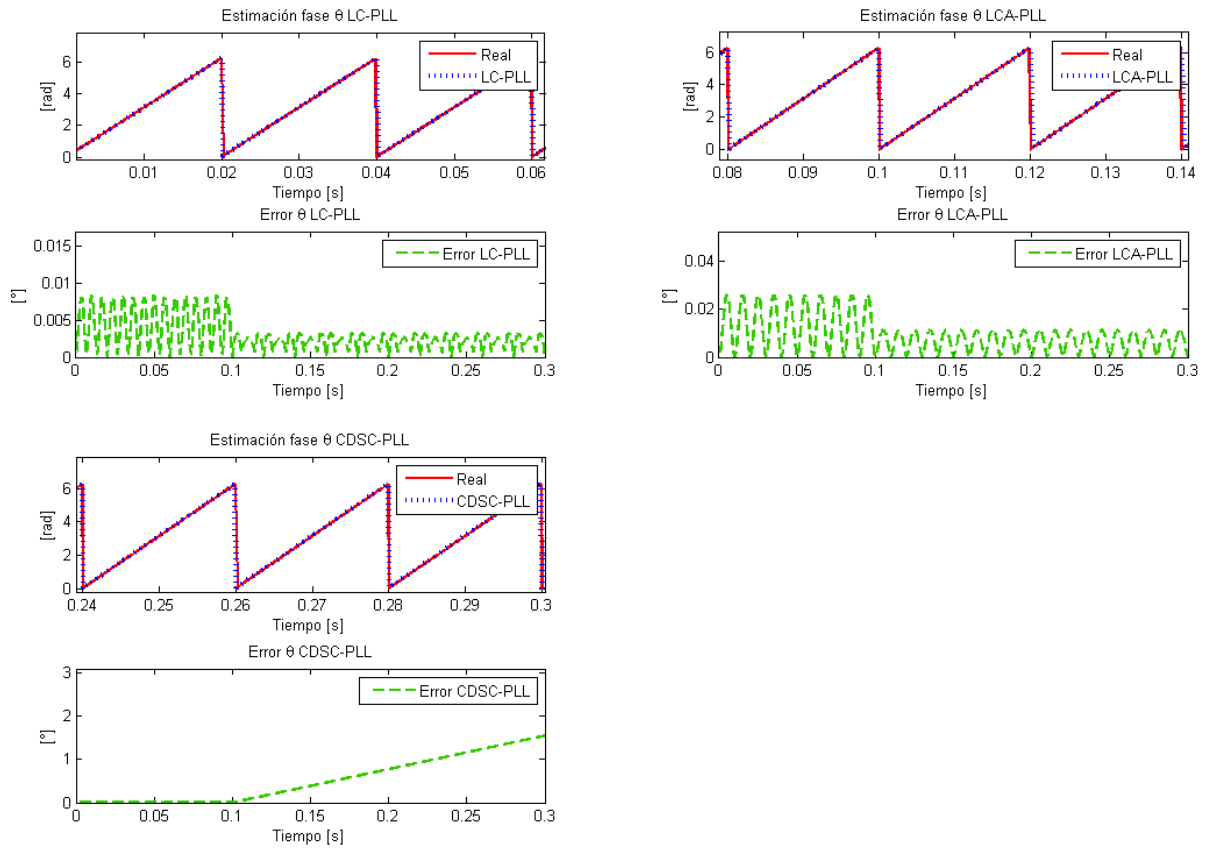 Estimación fase θ LC-PLL
[rad]
6
4
2
0
Real
LC-PLL
0.01 0.02 0.03 0.04 0.05 0.06
Tiempo [s]
Error θ LC-PLL
[°]
0.015
0.01
0.005
0
Error LC-PLL
0 0.05 0.1 0.15 0.2 0.25 0.3
Tiempo [s]
Estimación fase θ LCA-PLL
[rad]
6
4
2
0
Real
LCA-PLL
0.08 0.09 0.1 0.11 0.12 0.13 0.14
Tiempo [s]
Error θ LCA-PLL
[°]
0.04
0.02
0
Error LCA-PLL
0 0.05 0.1 0.15 0.2 0.25 0.3
Tiempo [s]
Estimación fase θ CDSC-PLL
[rad]
6
4
2
0
Real
CDSC-PLL
0.24 0.25 0.26 0.27 0.28 0.29 0.3
Tiempo [s]
Error θ CDSC-PLL
[°]
3
2
1
0
Error CDSC-PLL
0 0.05 0.1 0.15 0.2 0.25 0.3
Tiempo [s]